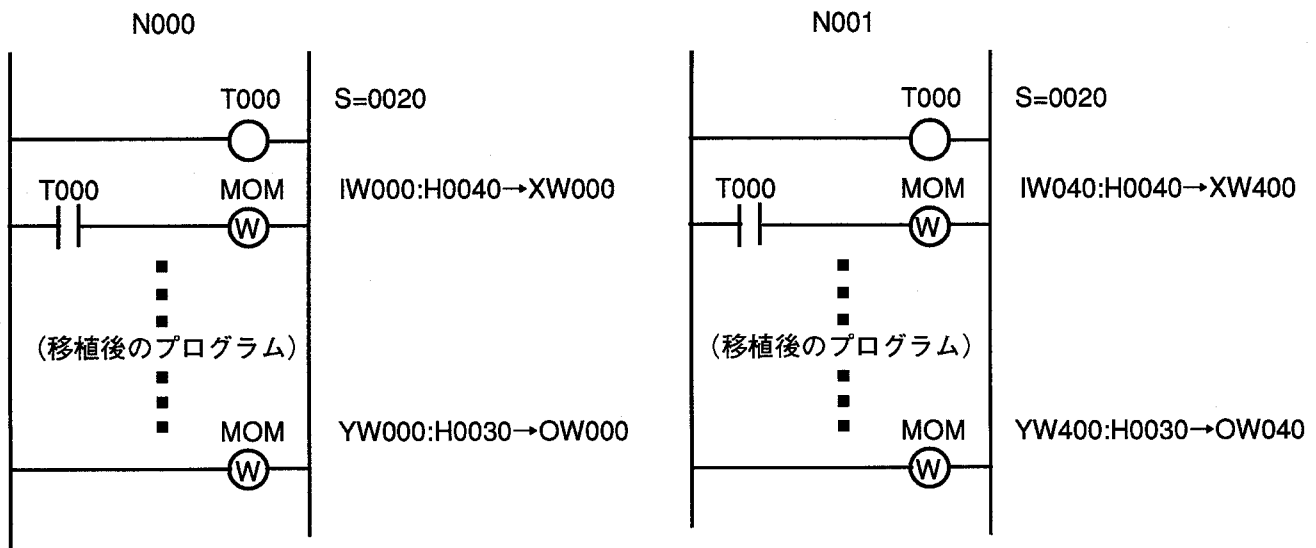 N000
T000 S=0020
T000 MOM IW000:H0040→XW000
W
(移植後のプログラム)
MOM YW000:H0030→OW000
W
N001
T000 S=0020
T000 MOM IW040:H0040→XW400
W
(移植後のプログラム)
MOM YW400:H0030→OW040
W